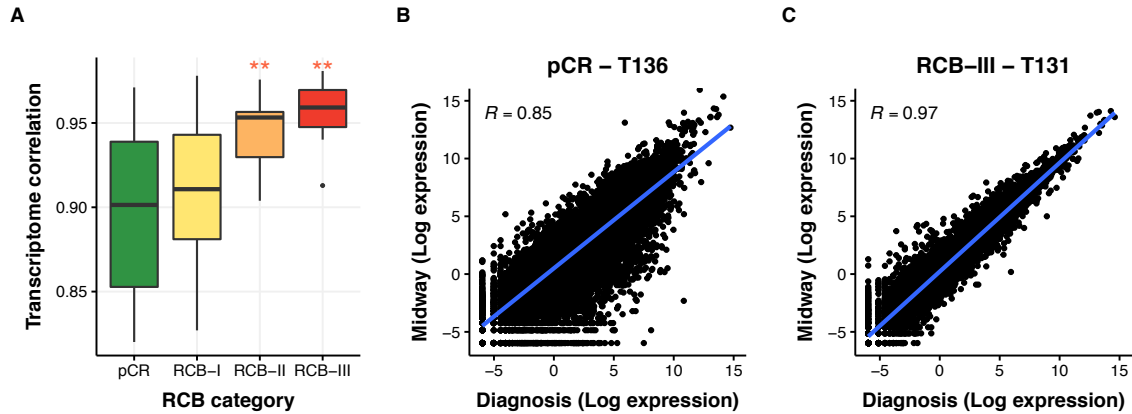 A
Transcriptome correlation
0.95
0.90
0.85
** **
pCR RCB–I RCB–II RCB–III
RCB category
B
pCR – T136
R = 0.85
Midway (Log expression)
15
10
5
0
−5
−5 0 5 10 15
Diagnosis (Log expression)
C
RCB–III – T131
R = 0.97
Midway (Log expression)
15
10
5
0
−5
−5 0 5 10 15
Diagnosis (Log expression)